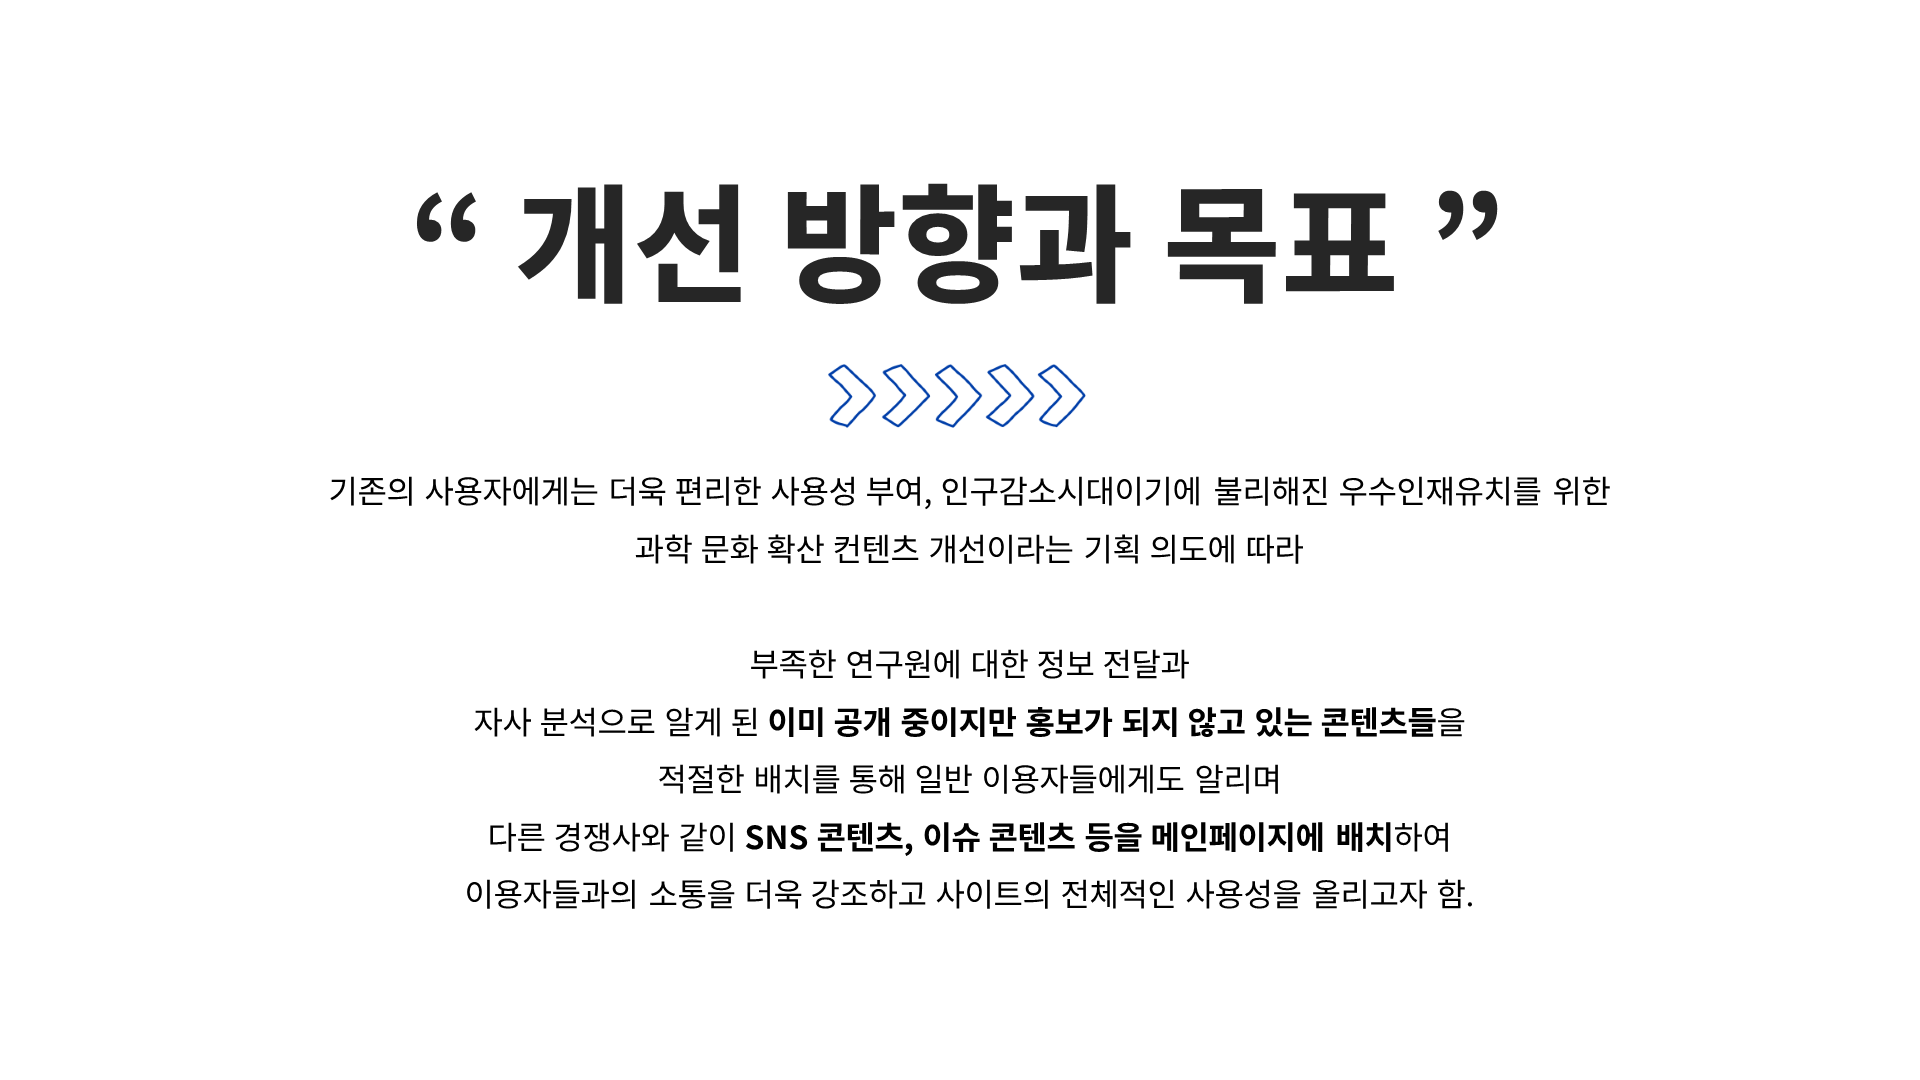 “ 개선 방향과 목표 ”
기존의 사용자에게는 더욱 편리한 사용성 부여, 인구감소시대이기에 불리해진 우수인재유치를 위한
과학 문화 확산 컨텐츠 개선이라는 기획 의도에 따라
부족한 연구원에 대한 정보 전달과
자사 분석으로 알게 된 이미 공개 중이지만 홍보가 되지 않고 있는 콘텐츠들을
적절한 배치를 통해 일반 이용자들에게도 알리며
다른 경쟁사와 같이 SNS 콘텐츠, 이슈 콘텐츠 등을 메인페이지에 배치하여
이용자들과의 소통을 더욱 강조하고 사이트의 전체적인 사용성을 올리고자 함.